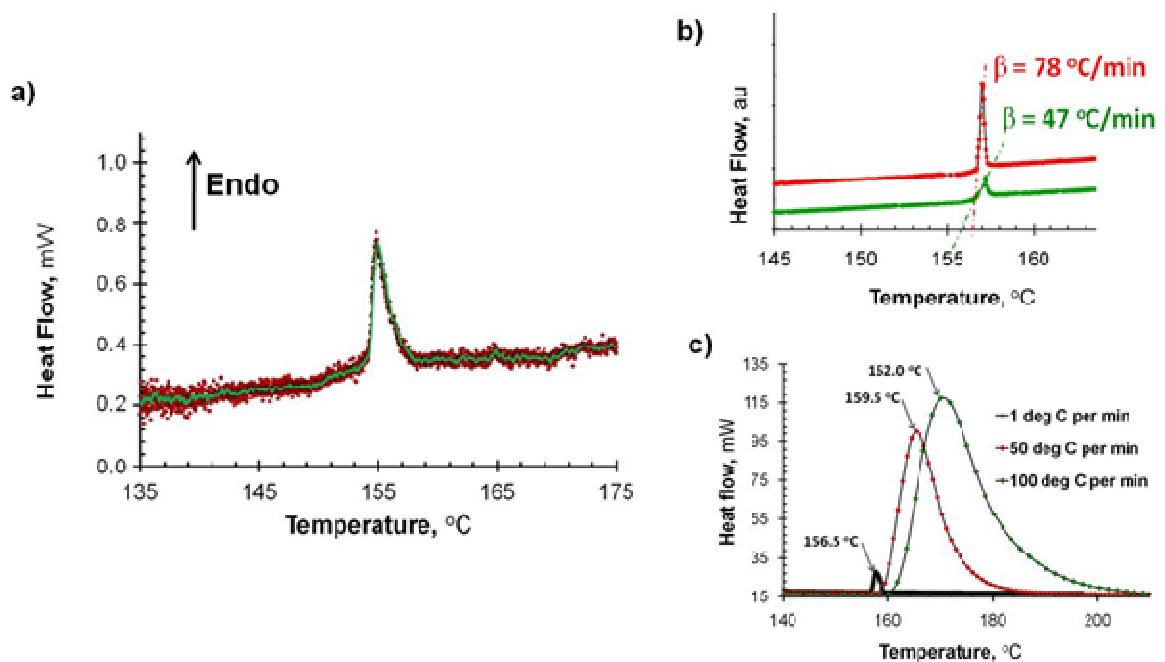 a)
Heat Flow, mW
1.0
0.8
0.6
0.4
0.2
0.0
Endo
135 145 155 165 175
Temperature, °C
b)
Heat Flow, au
β = 78 °C/min
β = 47 °C/min
145 150 155 160
Temperature, °C
c)
Heat flow, mW
135
115
95
75
55
35
15
152.0 °C
159.5 °C
156.5 °C
1 deg C per min
50 deg C per min
100 deg C per min
140 160 180 200
Temperature, °C